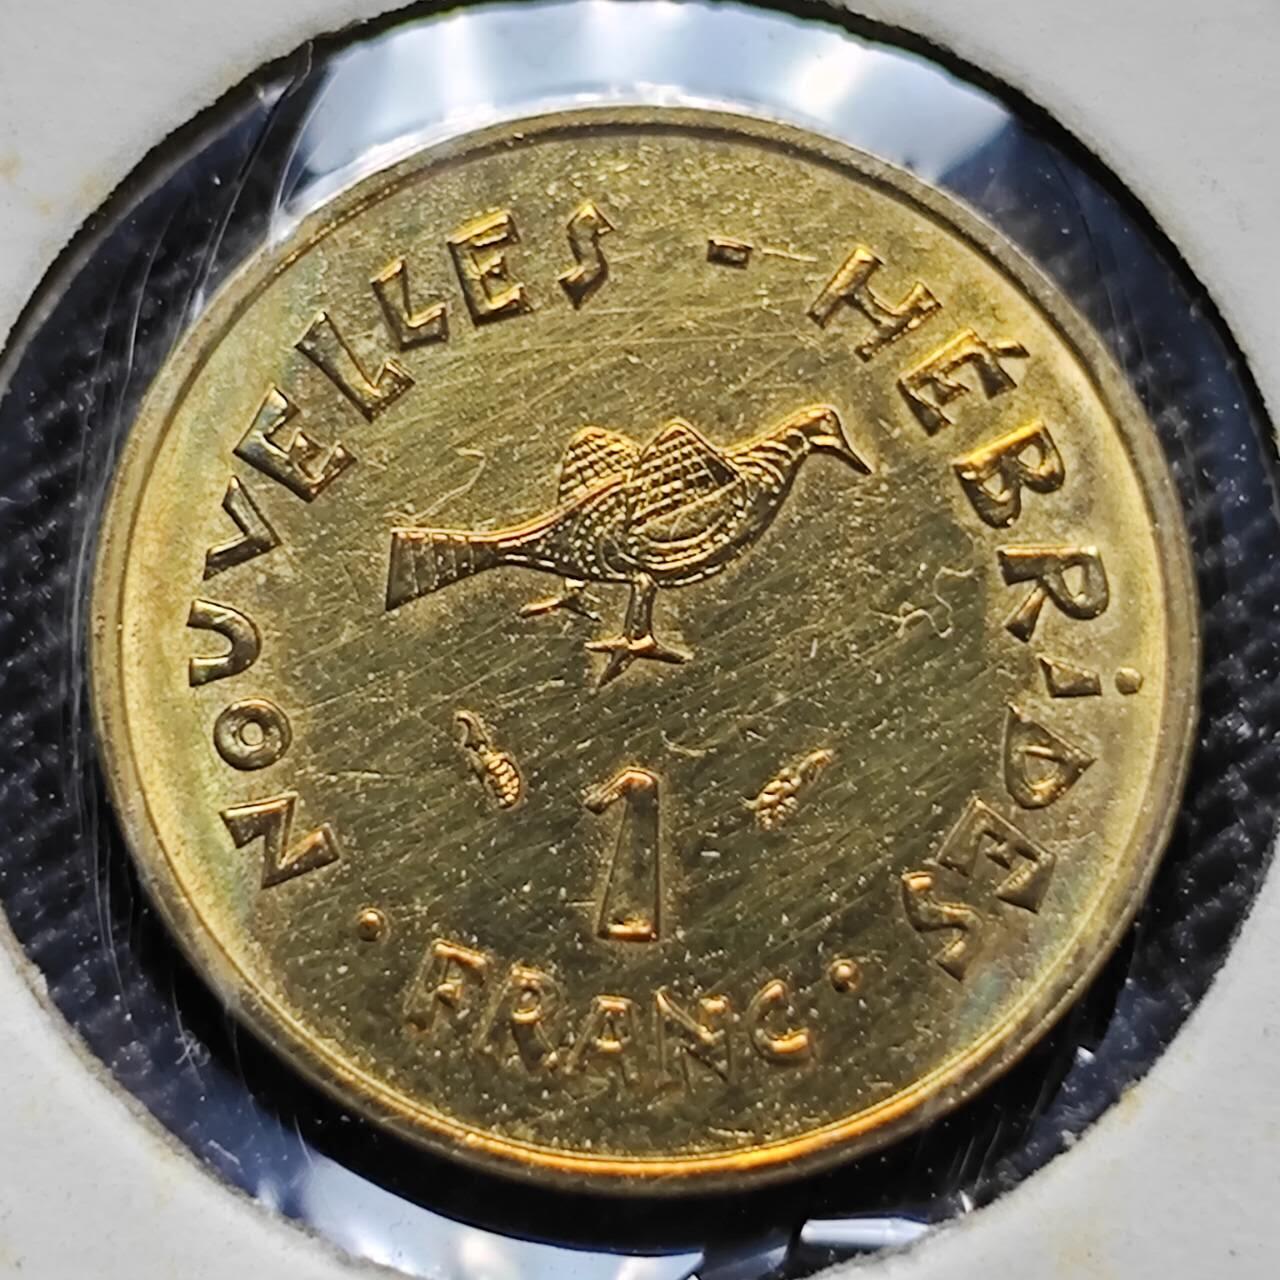 NOUVELLES - HÉBRiDES
1
• FRANC •